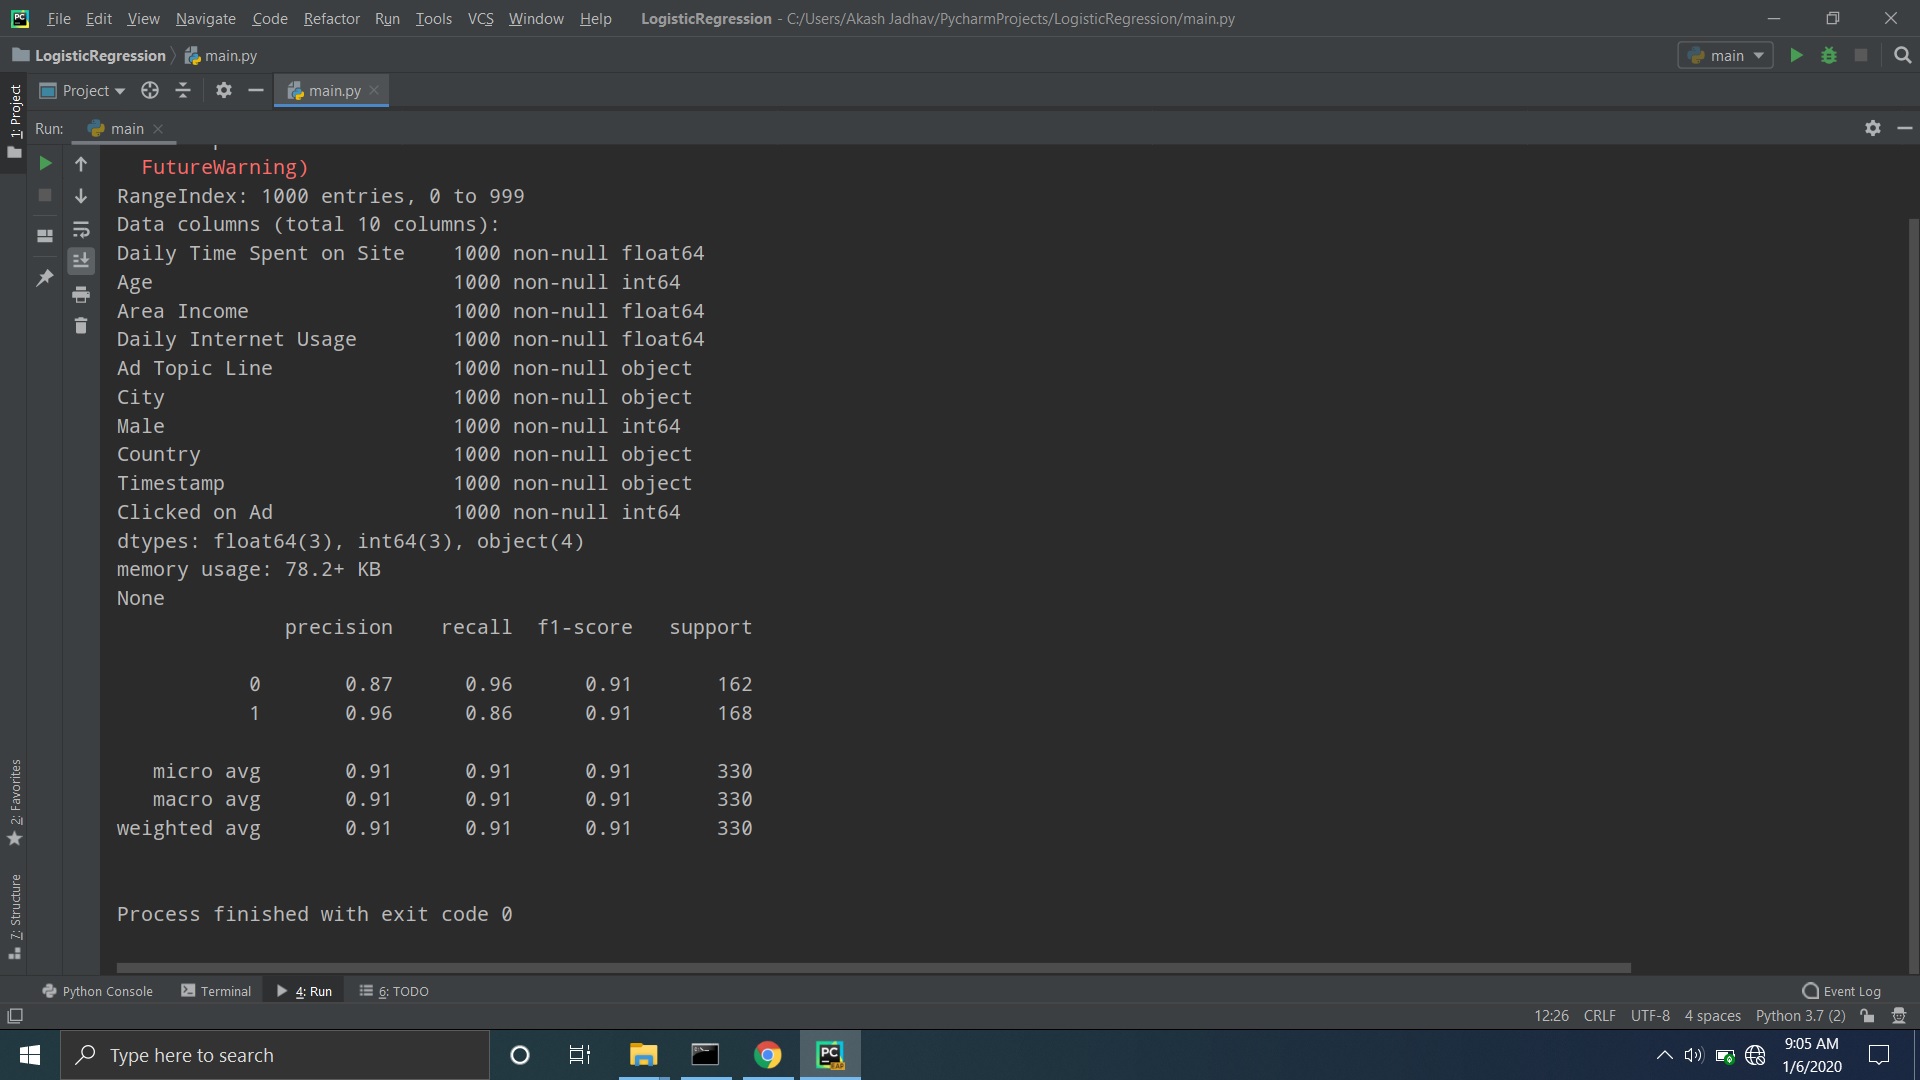 File Edit View Navigate Code Refactor Run Tools VCS Window Help LogisticRegression - C:/Users/Akash Jadhav/PycharmProjects/LogisticRegression/main.py
LogisticRegression main.py main
1: Project
Project main.py
Run: main
FutureWarning)
RangeIndex: 1000 entries, 0 to 999
Data columns (total 10 columns):
Daily Time Spent on Site 1000 non-null float64
Age 1000 non-null int64
Area Income 1000 non-null float64
Daily Internet Usage 1000 non-null float64
Ad Topic Line 1000 non-null object
City 1000 non-null object
Male 1000 non-null int64
Country 1000 non-null object
Timestamp 1000 non-null object
Clicked on Ad 1000 non-null int64
dtypes: float64(3), int64(3), object(4)
memory usage: 78.2+ KB
None
precision recall f1-score support
0 0.87 0.96 0.91 162
1 0.96 0.86 0.91 168
micro avg 0.91 0.91 0.91 330
macro avg 0.91 0.91 0.91 330
weighted avg 0.91 0.91 0.91 330
Process finished with exit code 0
2: Favorites
7: Structure
Python Console Terminal 4: Run 6: TODO Event Log
12:26 CRLF UTF-8 4 spaces Python 3.7 (2)
Type here to search
9:05 AM
1/6/2020